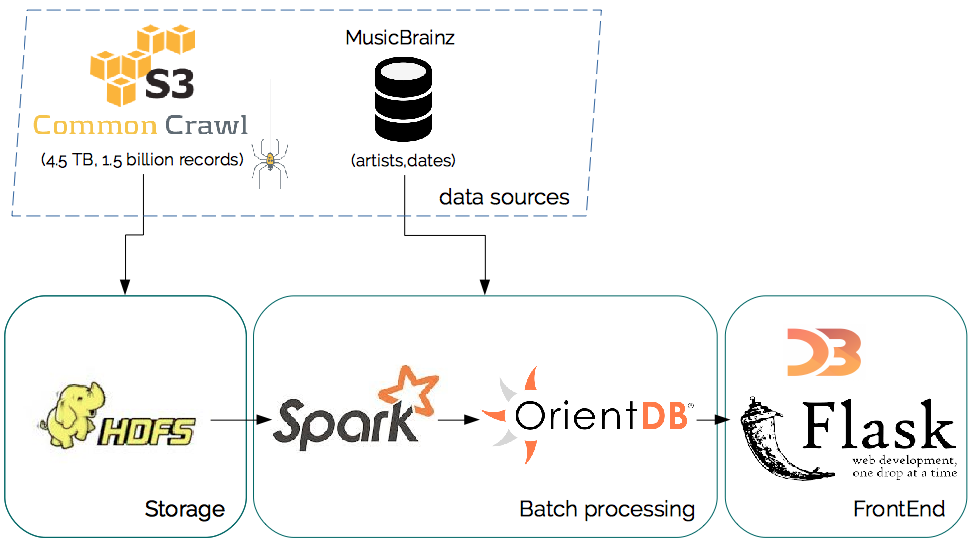 S3
Common Crawl
(4.5 TB, 1.5 billion records)
MusicBrainz
(artists,dates)
data sources
HDFS
Storage
Spark
OrientDB®
Batch processing
D3
Flask
web development,
one drop at a time
FrontEnd